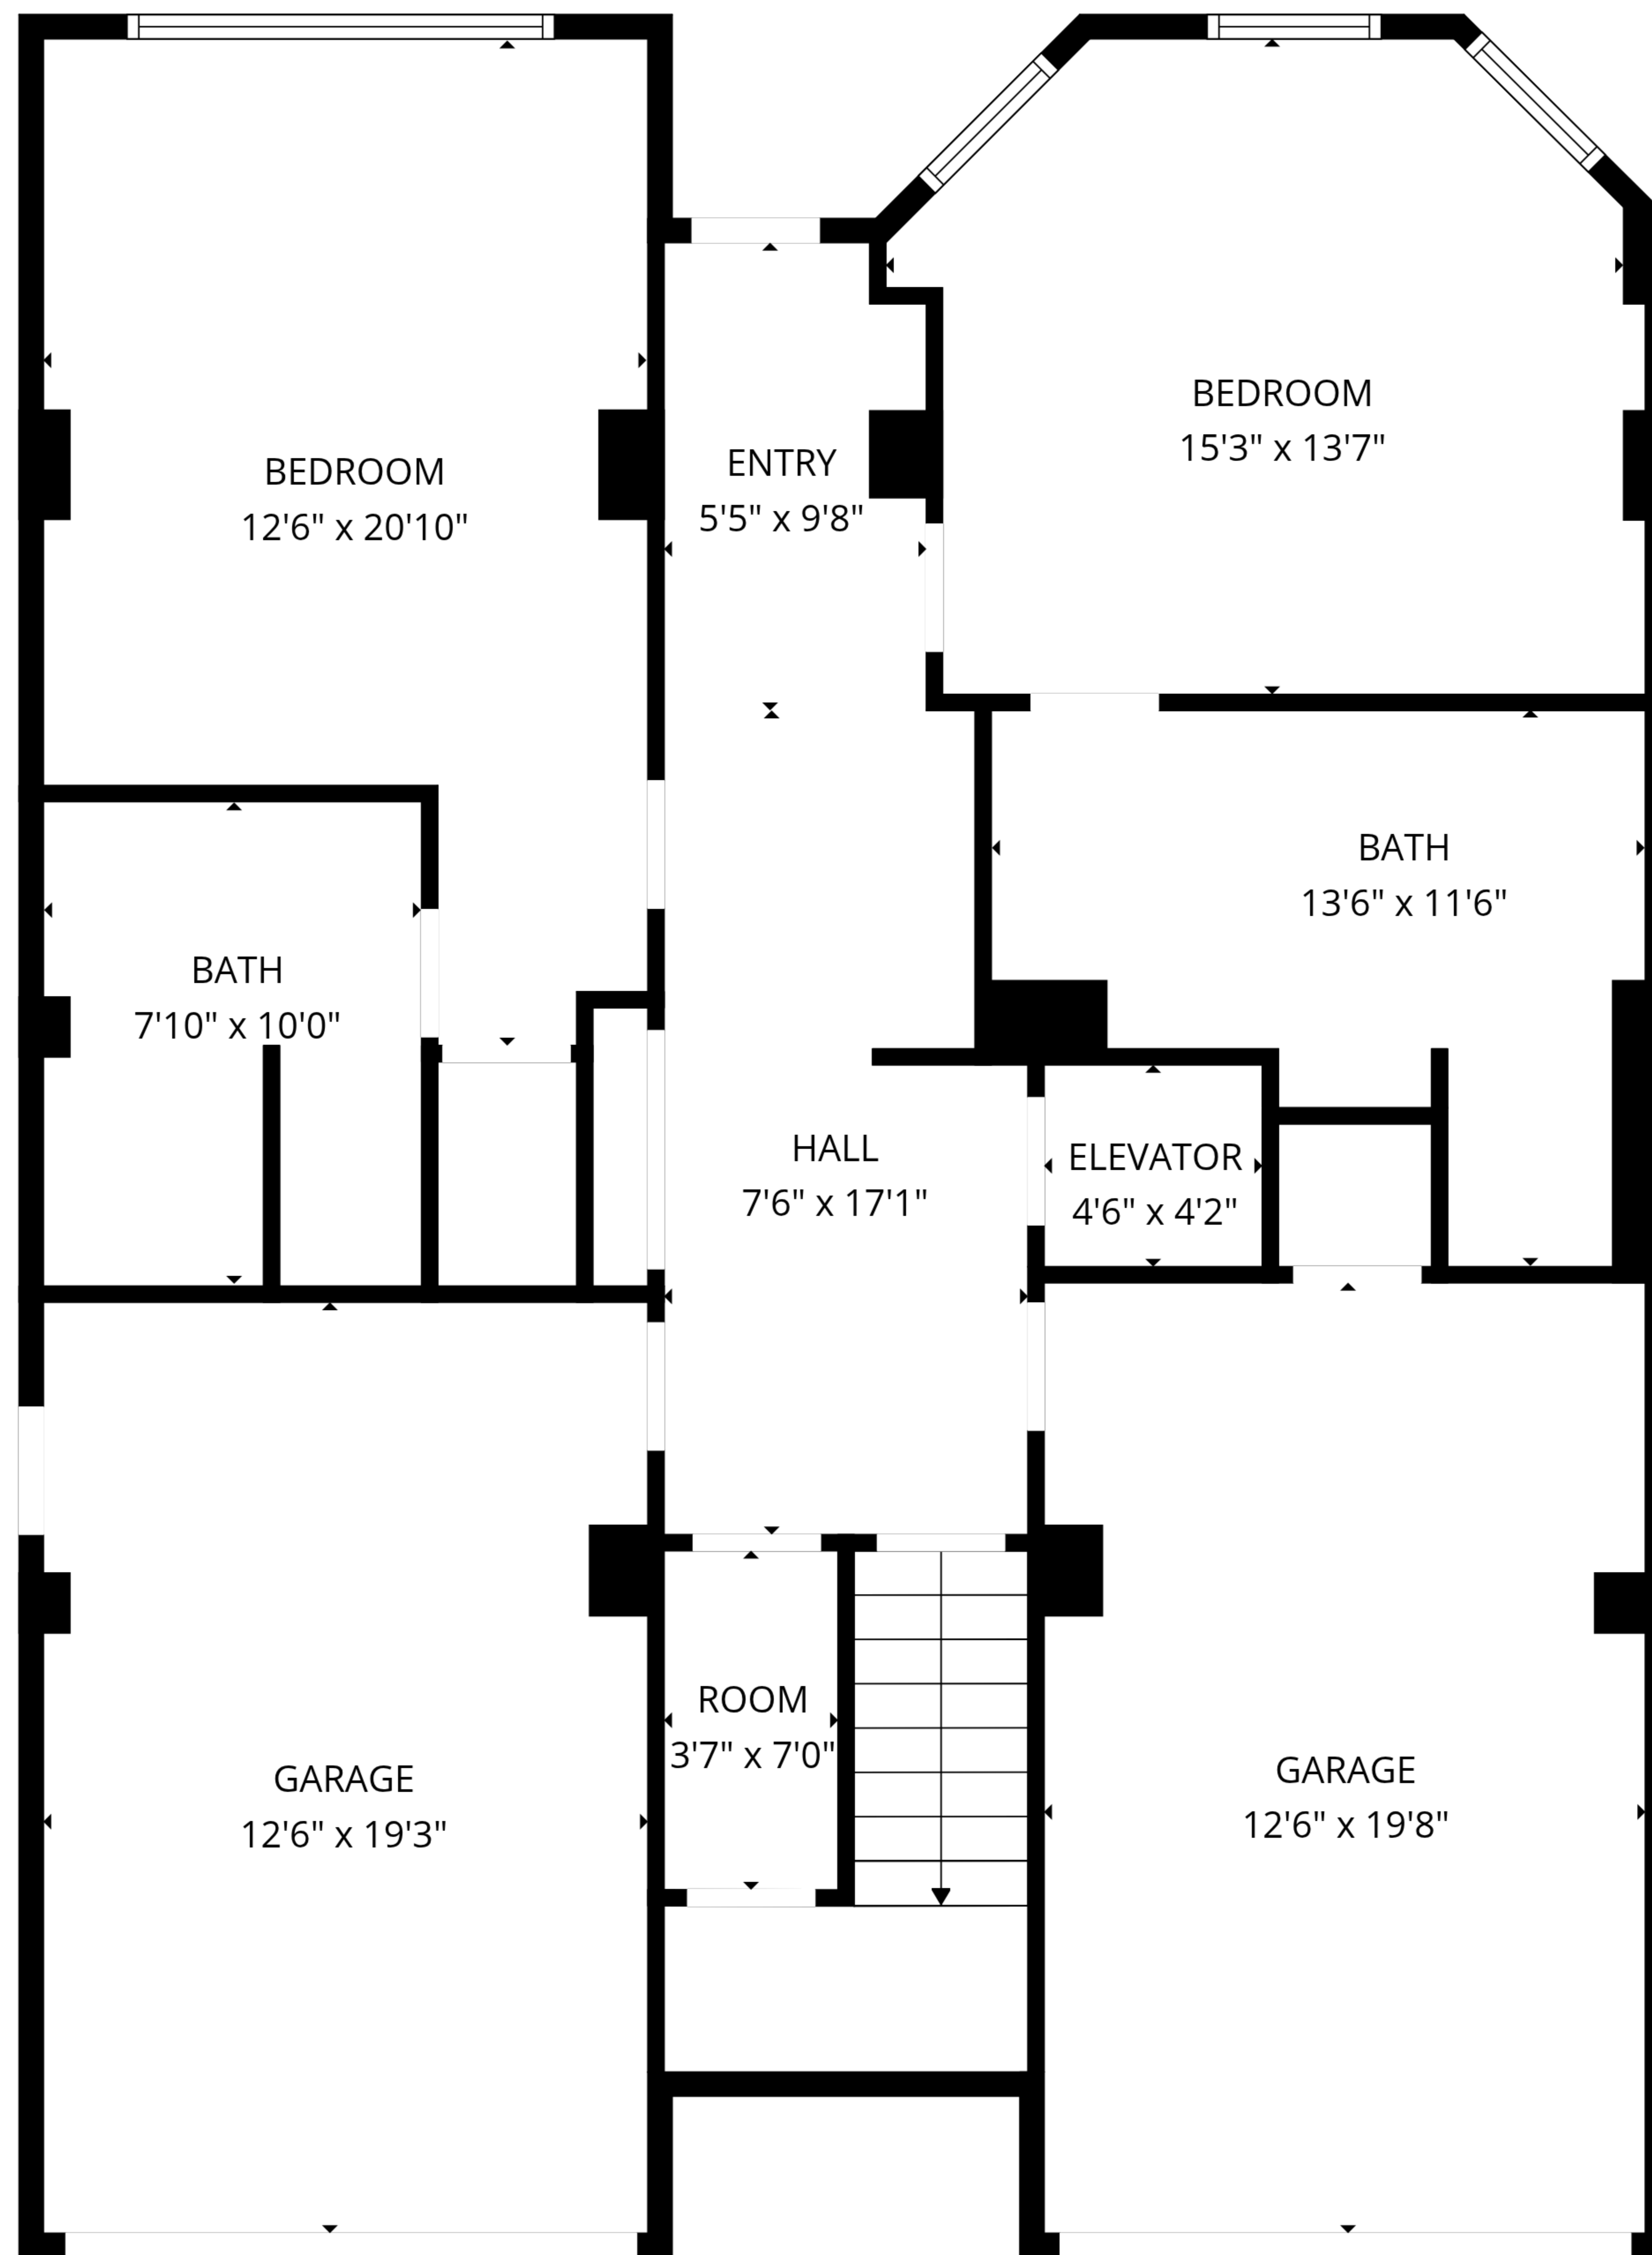 BEDROOM
12'6" x 20'10"
ENTRY
5'5" x 9'8"
BEDROOM
15'3" x 13'7"
BATH
13'6" x 11'6"
BATH
7'10" x 10'0"
HALL
7'6" x 17'1"
ELEVATOR
4'6" x 4'2"
ROOM
3'7" x 7'0"
GARAGE
12'6" x 19'3"
GARAGE
12'6" x 19'8"